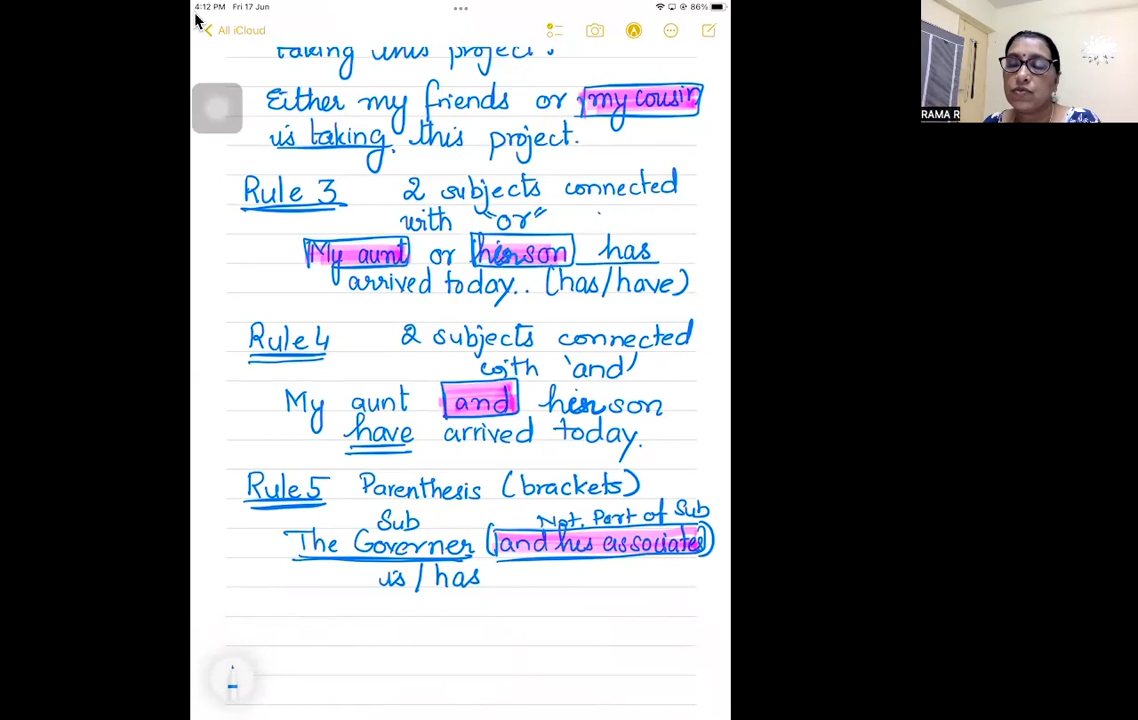 4:12 PM Fri 17 Jun
86%
All iCloud
taking this project.
Either my friends or my cousin
is taking this project.
Rule 3 2 subjects connected
with "or"
My aunt or son has
arrived today.. (has/have)
Rule 4 2 subjects connected
with 'and'
My aunt and son
have arrived today.
Rule 5 Parenthesis (brackets)
Sub Not Part of Sub
The Governer (and his associates)
is/has
RAMA R